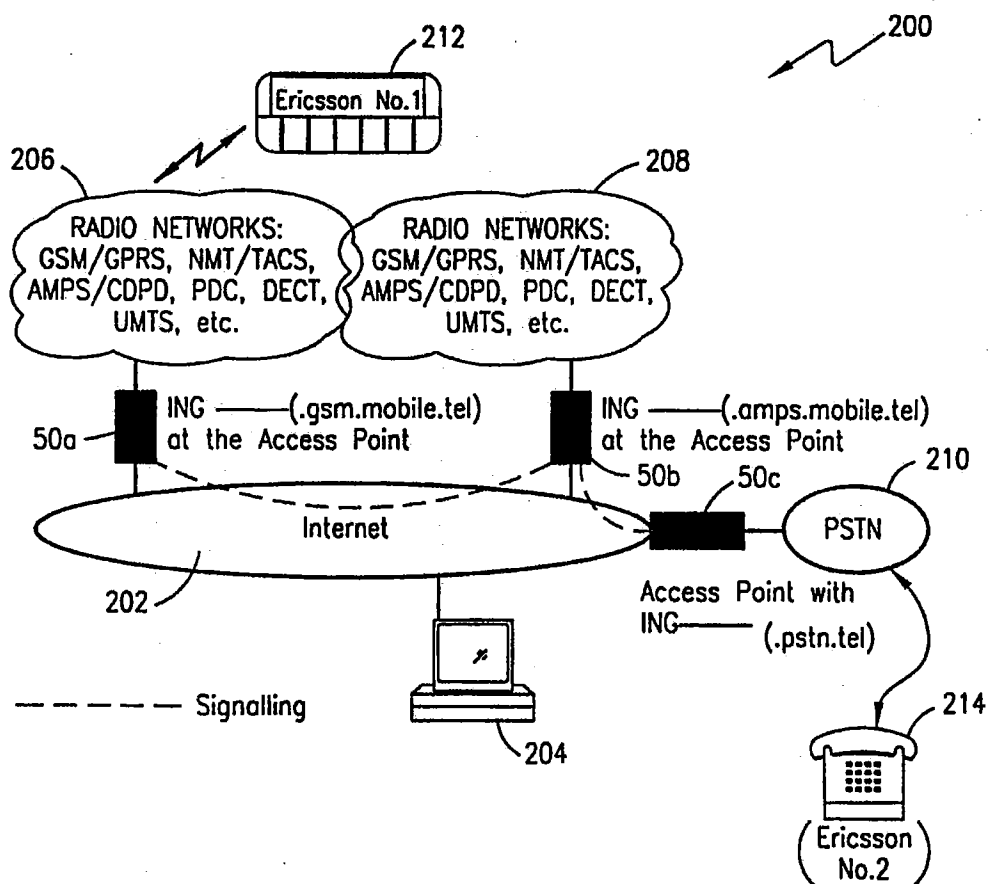 200
212
Ericsson No.1
206
208
RADIO NETWORKS:
GSM/GPRS, NMT/TACS,
AMPS/CDPD, PDC, DECT,
UMTS, etc.
RADIO NETWORKS:
GSM/GPRS, NMT/TACS,
AMPS/CDPD, PDC, DECT,
UMTS, etc.
50a
ING (.gsm.mobile.tel)
at the Access Point
ING (.amps.mobile.tel)
at the Access Point
50b
50c
210
Internet
PSTN
202
Access Point with
ING (.pstn.tel)
Signalling
204
214
(Ericsson
No.2)